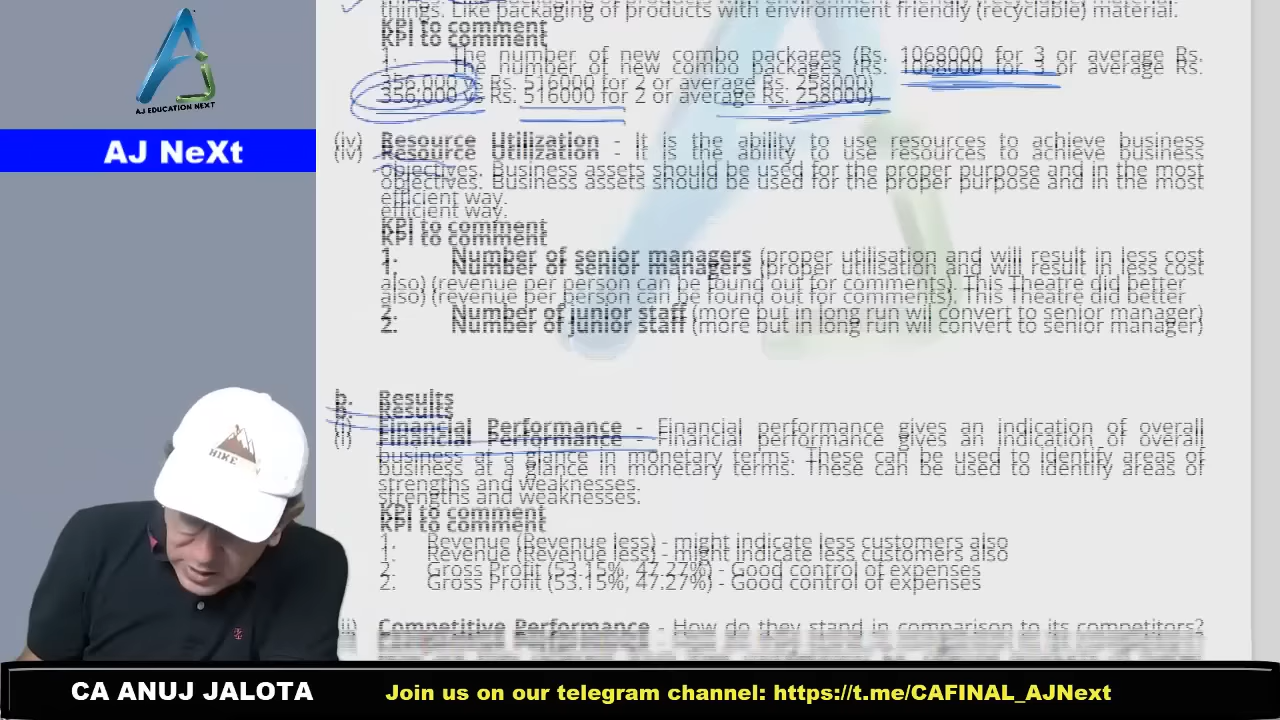 AJ EDUCATION NEXT
AJ NeXt
things. Like packaging of products with environment friendly (recyclable) material.
KPI to comment
1. The number of new combo packages (Rs. 1068000 for 3 or average Rs.
356,000 vs Rs. 516000 for 2 or average Rs. 258000)
(iv) Resource Utilization - It is the ability to use resources to achieve business
objectives. Business assets should be used for the proper purpose and in the most
efficient way.
KPI to comment
1. Number of senior managers (proper utilisation and will result in less cost
also) (revenue per person can be found out for comments). This Theatre did better
2: Number of junior staff (more but in long run wil convert to senior manager)
b. Results
(i) Financial Performance - Financial performance gives an indication of overall
business at a glance in monetary terms. These can be used to identify areas of
strengths and weaknesses.
KPI to comment
1. Revenue (Revenue less) - might indicate less customers also
2. Gross Profit (53.15%, 47.27%) - Good control of expenses
Competitive Performance - How do they stand in comparison to its competitors?
HIKE
CA ANUJ JALOTA
Join us on our telegram channel: https://t.me/CAFINAL_AJNext